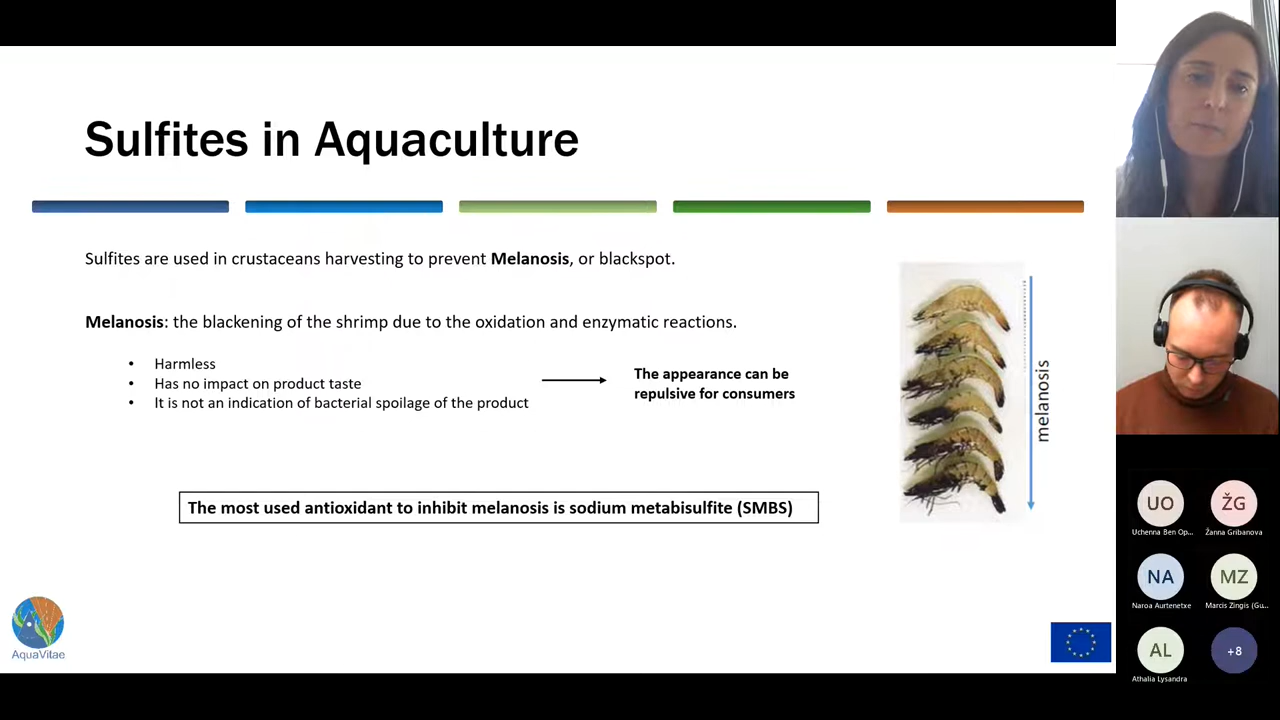 Sulfites in Aquaculture
Sulfites are used in crustaceans harvesting to prevent Melanosis, or blackspot.
Melanosis: the blackening of the shrimp due to the oxidation and enzymatic reactions.
• Harmless
• Has no impact on product taste
• It is not an indication of bacterial spoilage of the product
The appearance can be
repulsive for consumers
melanosis
The most used antioxidant to inhibit melanosis is sodium metabisulfite (SMBS)
AquaVitae
UO
Uchenna Ben Op...
ŽG
Žanna Gribanova
NA
Naroa Aurtenetxe
MZ
Marcis Zingis (Gu...
AL
Athalia Lysandra
+8